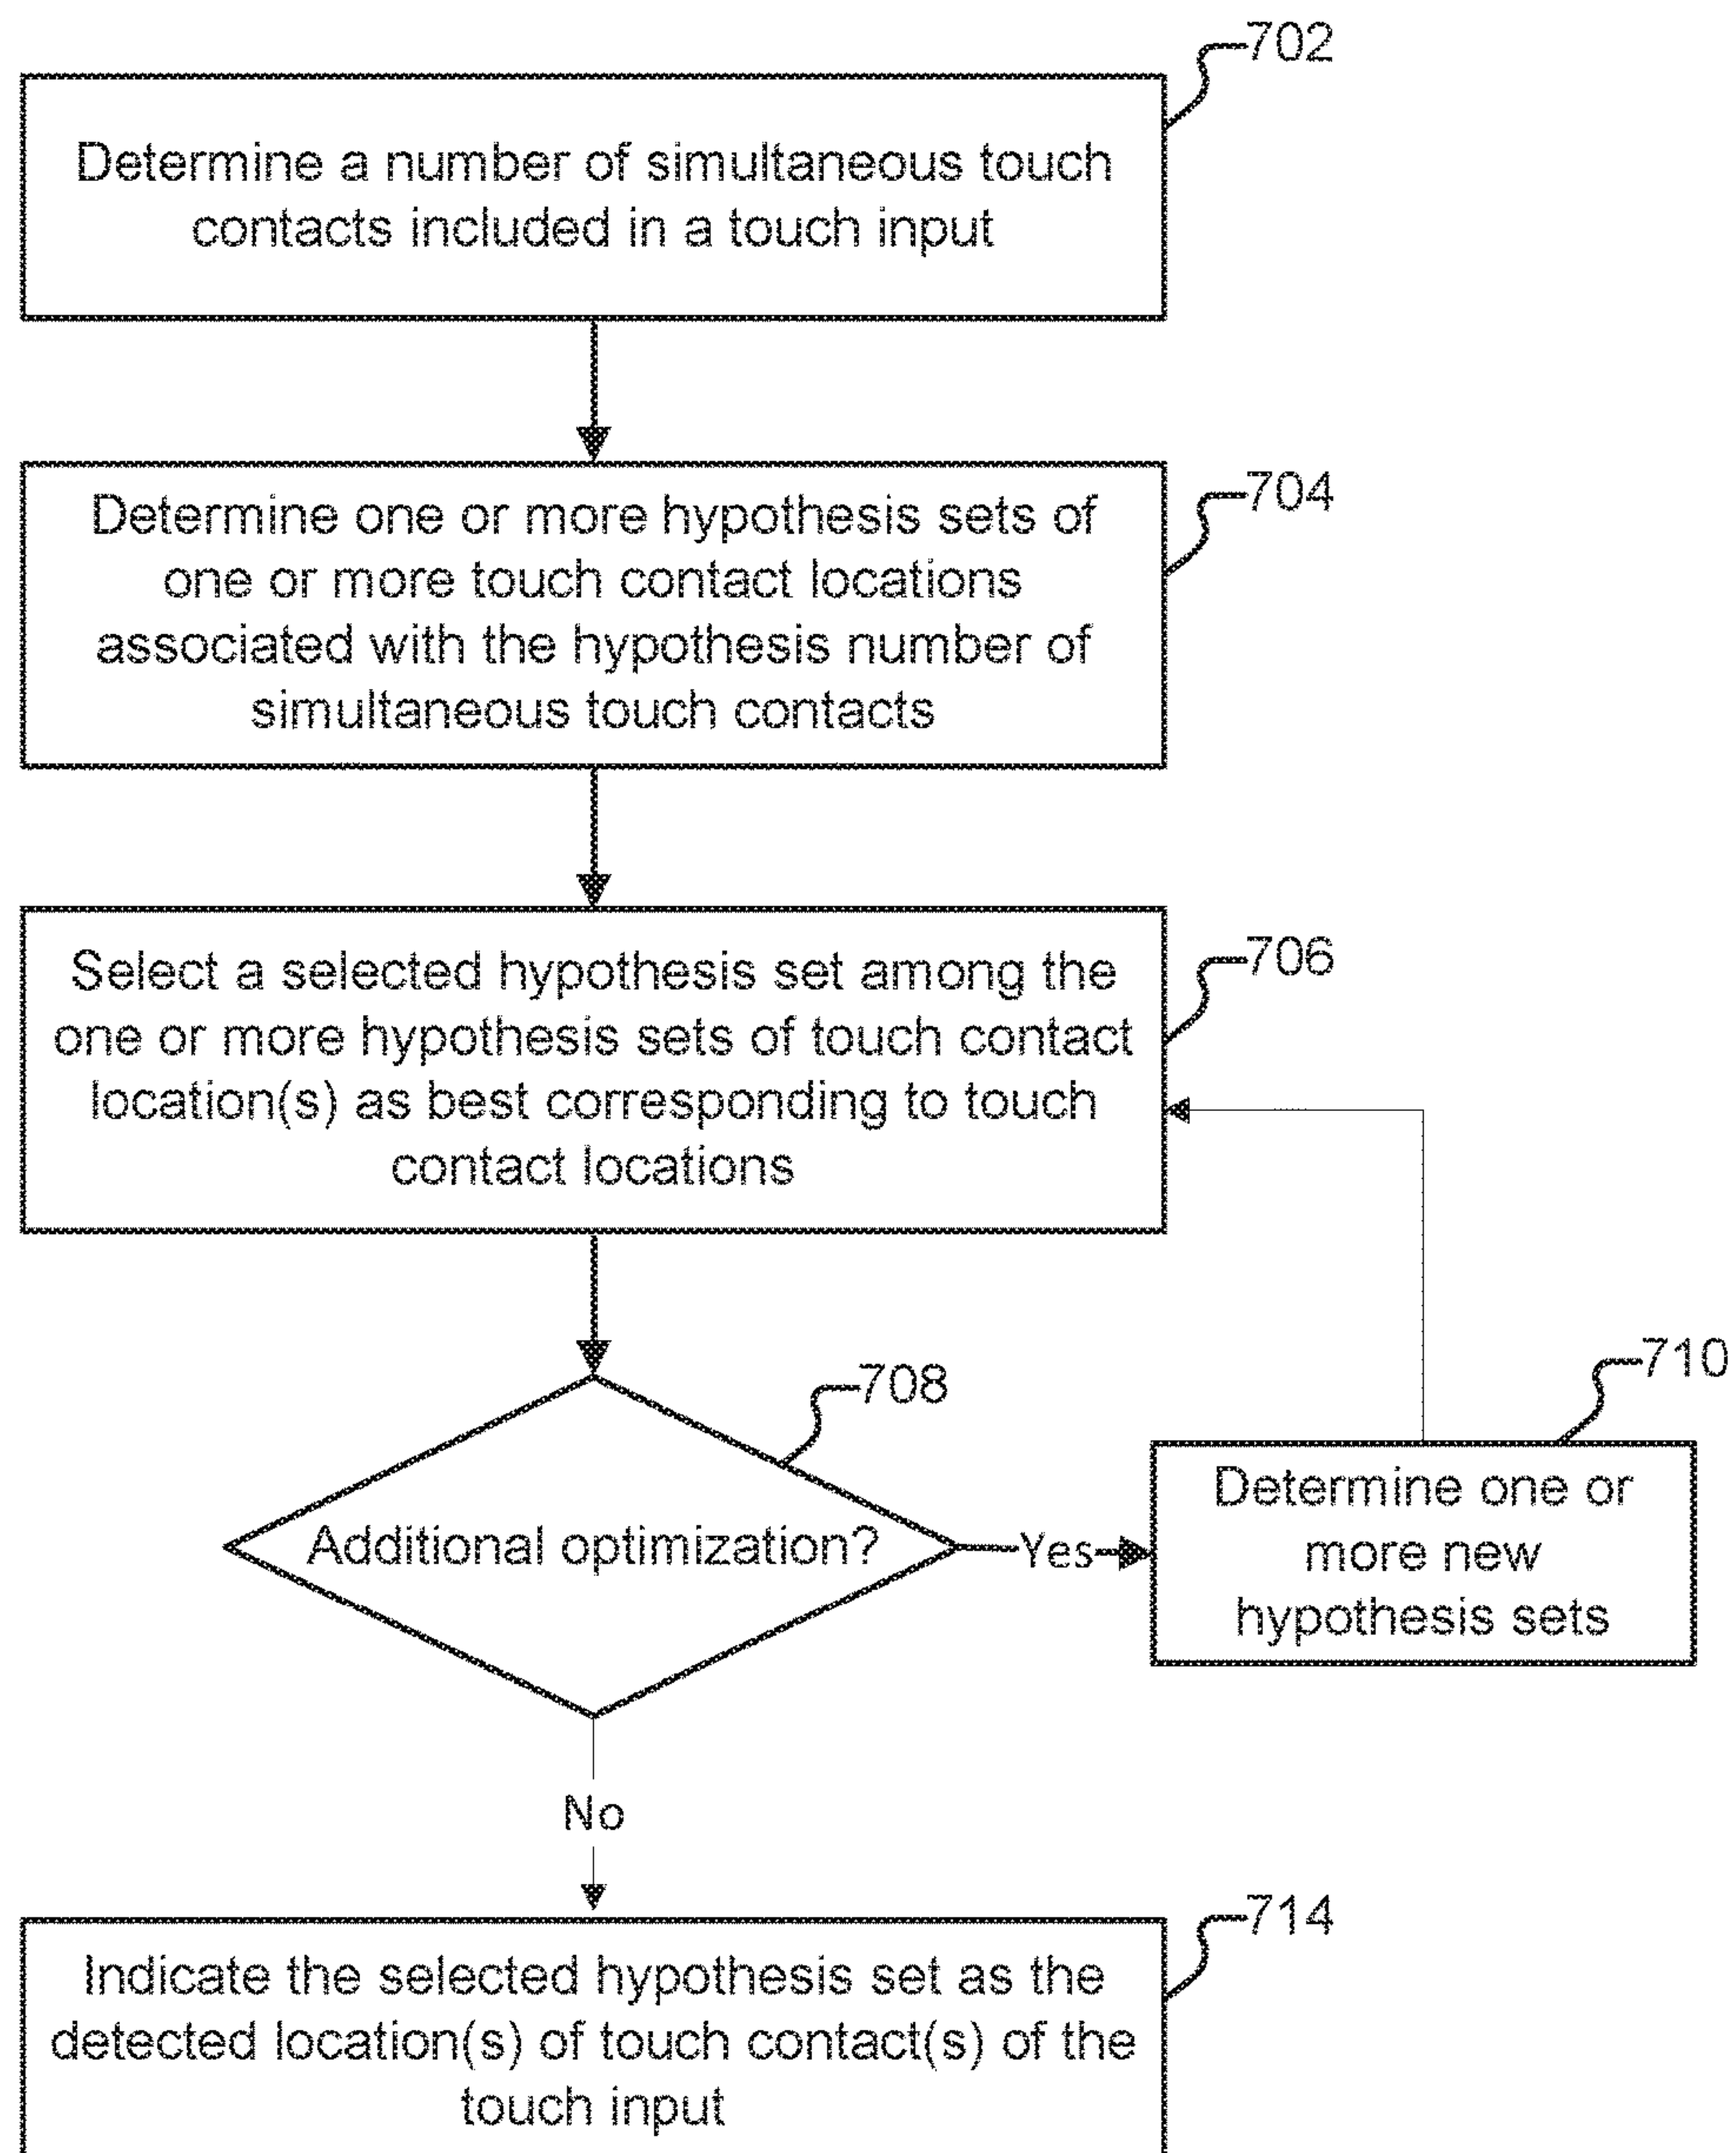 702
Determine a number of simultaneous touch
contacts included in a touch input
704
Determine one or more hypothesis sets of
one or more touch contact locations
associated with the hypothesis number of
simultaneous touch contacts
706
Select a selected hypothesis set among the
one or more hypothesis sets of touch contact
location(s) as best corresponding to touch
contact locations
708
Additional optimization?
Yes
710
Determine one or
more new
hypothesis sets
No
714
Indicate the selected hypothesis set as the
detected location(s) of touch contact(s) of the
touch input